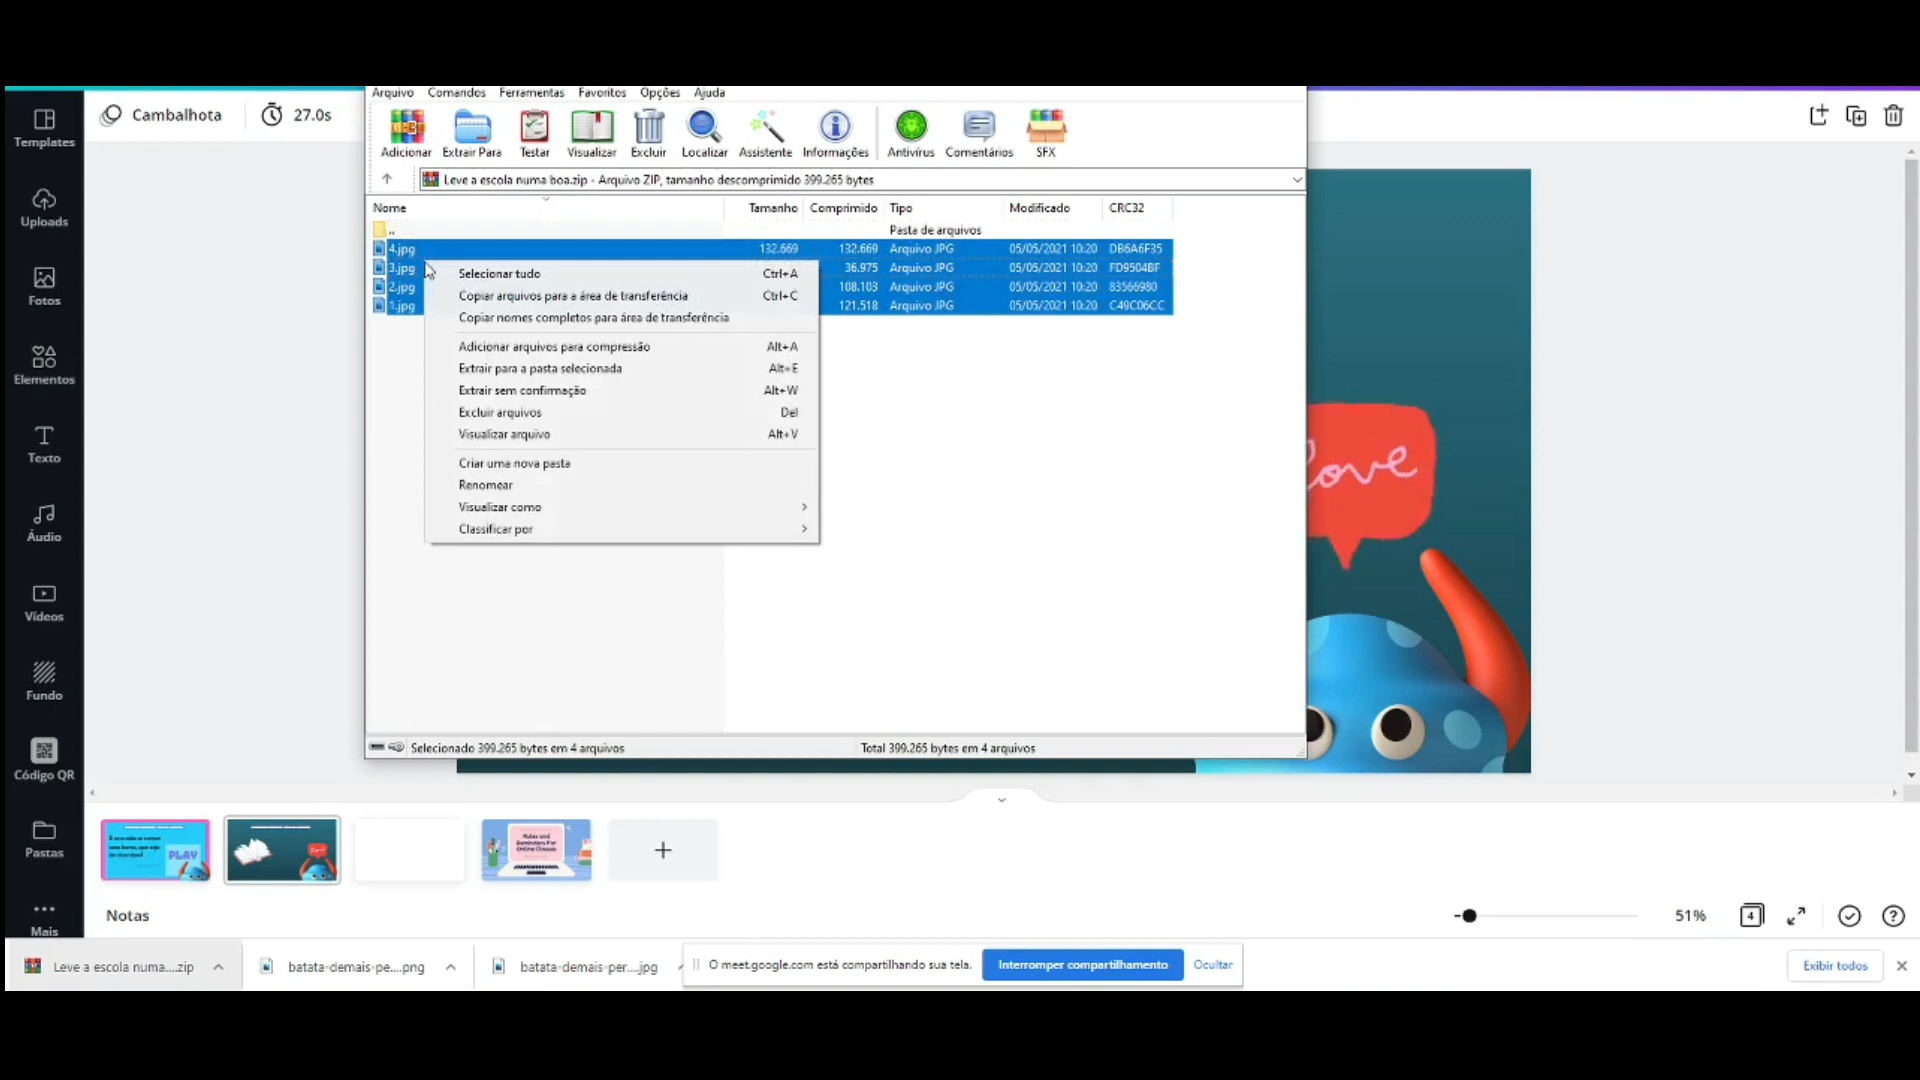 Templates
Uploads
Fotos
Elementos
Texto
Áudio
Vídeos
Fundo
Código QR
Pastas
Mais
Cambalhota
27.0s
Arquivo Comandos Ferramentas Favoritos Opções Ajuda
Adicionar Extrair Para Testar Visualizar Excluir Localizar Assistente Informações Antivírus Comentários SFX
Leve a escola numa boa.zip - Arquivo ZIP, tamanho descomprimido 399.265 bytes
Nome Tamanho Comprimido Tipo Modificado CRC32
.. Pasta de arquivos
4.jpg 132.669 132.669 Arquivo JPG 05/05/2021 10:20 DB6A6F35
3.jpg 36.975 Arquivo JPG 05/05/2021 10:20 FD9504BF
2.jpg 108.103 Arquivo JPG 05/05/2021 10:20 83566980
1.jpg 121.518 Arquivo JPG 05/05/2021 10:20 C49C06CC
Selecionar tudo Ctrl+A
Copiar arquivos para a área de transferência Ctrl+C
Copiar nomes completos para área de transferência
Adicionar arquivos para compressão Alt+A
Extrair para a pasta selecionada Alt+E
Extrair sem confirmação Alt+W
Excluir arquivos Del
Visualizar arquivo Alt+V
Criar uma nova pasta
Renomear
Visualizar como
Classificar por
Selecionado 399.265 bytes em 4 arquivos
Total 399.265 bytes em 4 arquivos
love
PLAY
Rules and
Reminders For
Online Classes
Notas
51%
4
Leve a escola numa....zip
batata-demais-pe....png
batata-demais-per....jpg
O meet.google.com está compartilhando sua tela.
Interromper compartilhamento
Ocultar
Exibir todos